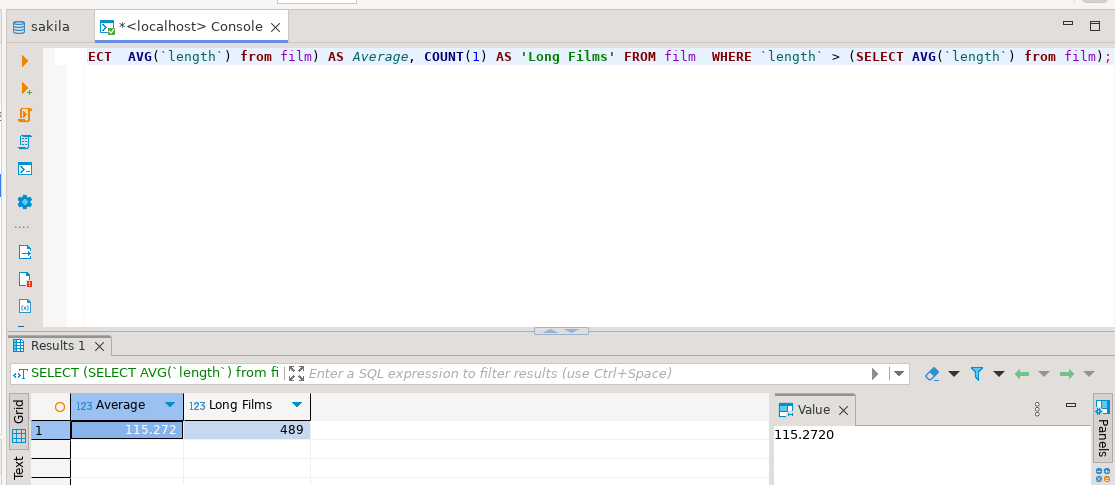 sakila
*<localhost> Console
ECT  AVG(`length`) from film) AS Average, COUNT(1) AS 'Long Films' FROM film  WHERE `length` > (SELECT AVG(`length`) from film);
Results 1
SELECT (SELECT AVG(`length`) from fi
Enter a SQL expression to filter results (use Ctrl+Space)
Grid
Text
123 Average
123 Long Films
1
115.272
489
Value
115.2720
Panels